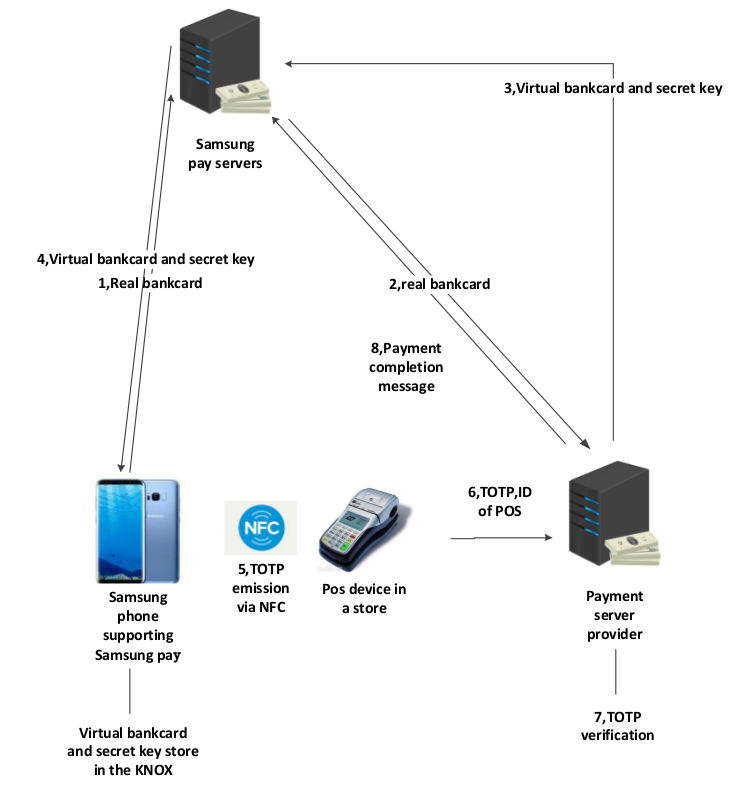 3,Virtual bankcard and secret key
Samsung
pay servers
4,Virtual bankcard and secret key
1,Real bankcard
2,real bankcard
8,Payment
completion
message
6,TOTP,ID
of POS
NFC
5,TOTP
emission
via NFC
Pos device in
a store
Samsung
phone
supporting
Samsung pay
Payment
server
provider
Virtual bankcard
and secret key store
in the KNOX
7,TOTP
verification